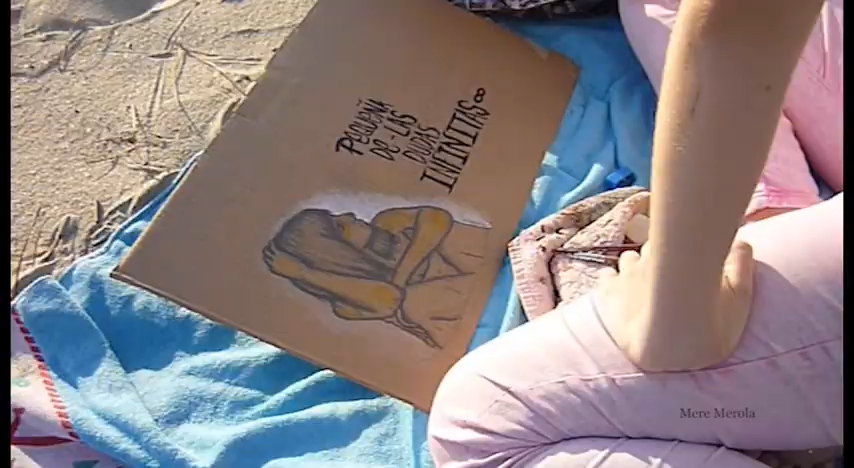 PEQUEÑA
DE·LAS
DUDAS
INFINITAS∞
Mere Merola